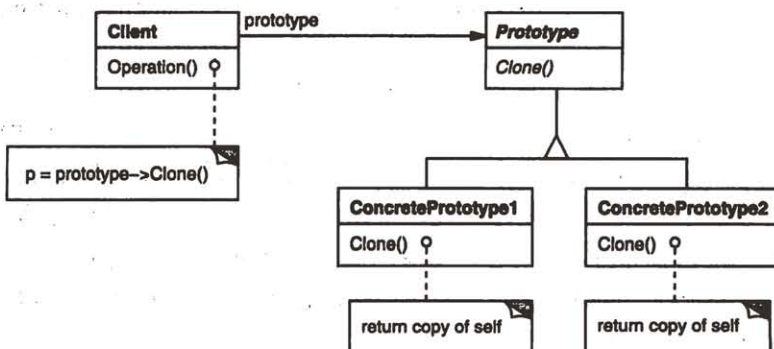 Client
prototype
Prototype
Operation()
Clone()
p = prototype->Clone()
ConcretePrototype1
ConcretePrototype2
Clone()
Clone()
return copy of self
return copy of self